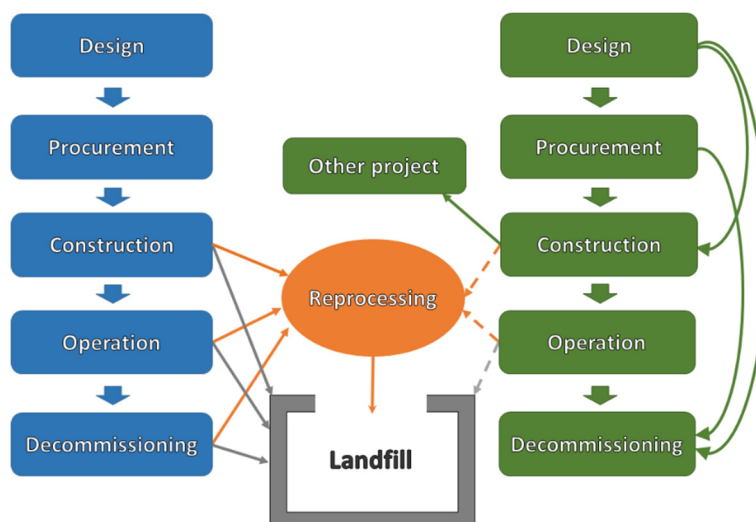 Design
Procurement
Construction
Operation
Decommissioning
Other project
Reprocessing
Landfill
Design
Procurement
Construction
Operation
Decommissioning